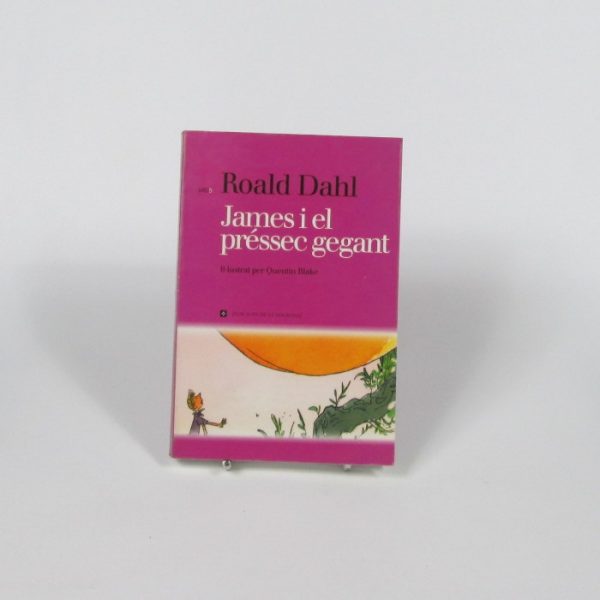 Roald Dahl
James i el
préssec gegant
Il·lustrat per Quentin Blake